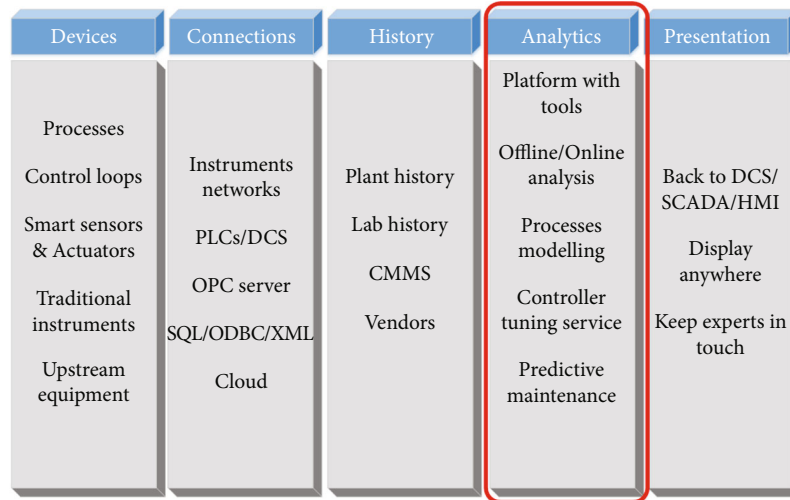 Devices
Processes
Control loops
Smart sensors
& Actuators
Traditional
instruments
Upstream
equipment
Connections
Instruments
networks
PLCs/DCS
OPC server
SQL/ODBC/XML
Cloud
History
Plant history
Lab history
CMMS
Vendors
Analytics
Platform with
tools
Offline/Online
analysis
Processes
modelling
Controller
tuning service
Predictive
maintenance
Presentation
Back to DCS/
SCADA/HMI
Display
anywhere
Keep experts in
touch